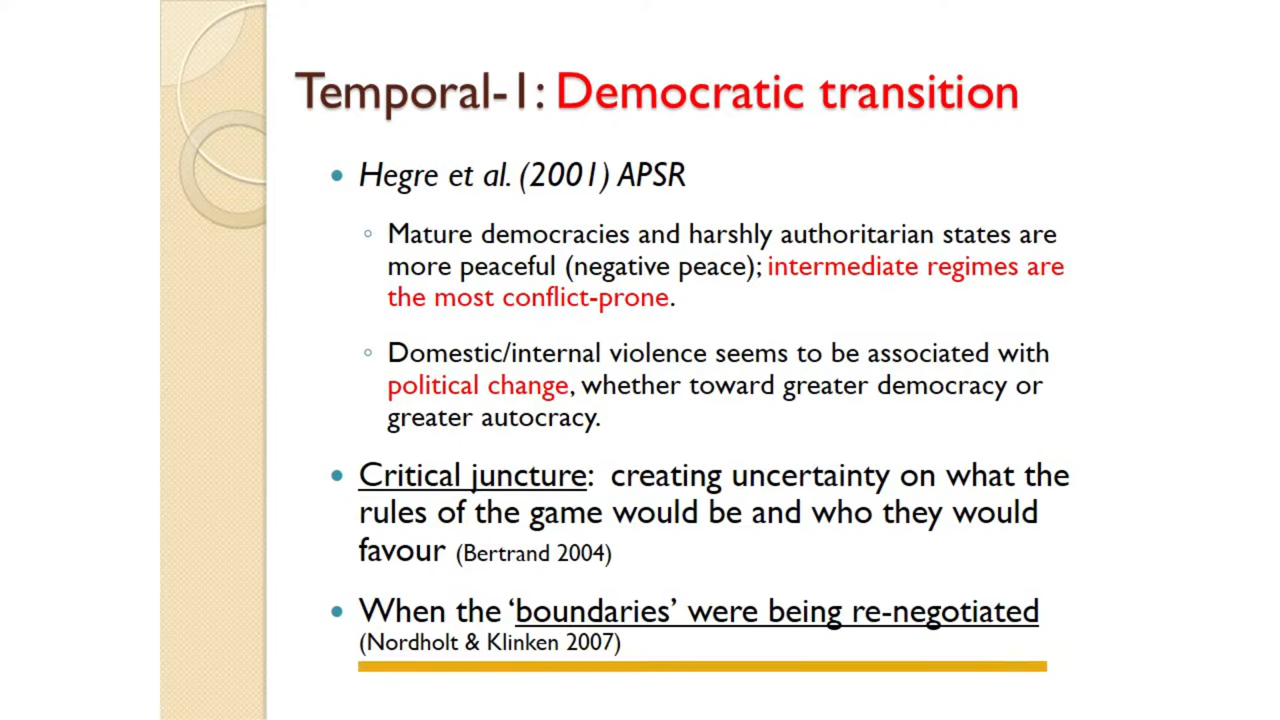 Temporal-1: Democratic transition
• Hegre et al. (2001) APSR
◦ Mature democracies and harshly authoritarian states are
more peaceful (negative peace); intermediate regimes are
the most conflict-prone.
◦ Domestic/internal violence seems to be associated with
political change, whether toward greater democracy or
greater autocracy.
• Critical juncture: creating uncertainty on what the
rules of the game would be and who they would
favour (Bertrand 2004)
• When the ‘boundaries’ were being re-negotiated
(Nordholt & Klinken 2007)